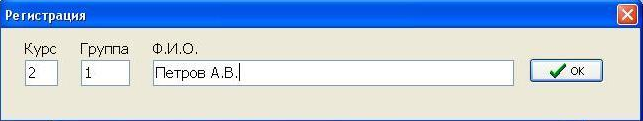 Регистрация
Курс Группа Ф.И.О.
2 1 Петров А.В. OK